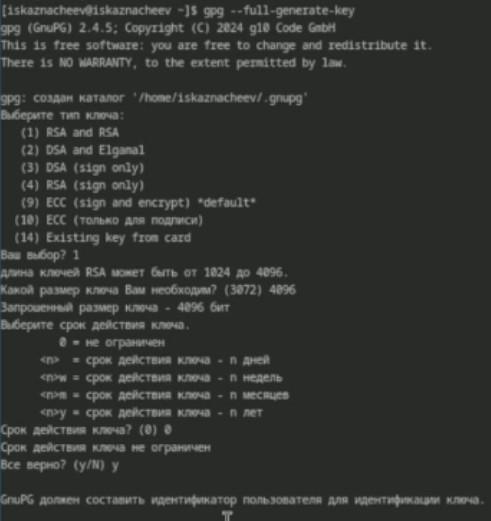 [iskaznacheev@iskaznacheev ~]$ gpg --full-generate-key
gpg (GnuPG) 2.4.5; Copyright (C) 2024 g10 Code GmbH
This is free software: you are free to change and redistribute it.
There is NO WARRANTY, to the extent permitted by law.

gpg: создан каталог '/home/iskaznacheev/.gnupg'
Выберите тип ключа:
   (1) RSA and RSA
   (2) DSA and Elgamal
   (3) DSA (sign only)
   (4) RSA (sign only)
   (9) ECC (sign and encrypt) *default*
  (10) ECC (только для подписи)
  (14) Existing key from card
Ваш выбор? 1
длина ключей RSA может быть от 1024 до 4096.
Какой размер ключа Вам необходим? (3072) 4096
Запрошенный размер ключа - 4096 бит
Выберите срок действия ключа.
         0 = не ограничен
      <n>  = срок действия ключа - n дней
      <n>w = срок действия ключа - n недель
      <n>m = срок действия ключа - n месяцев
      <n>y = срок действия ключа - n лет
Срок действия ключа? (0) 0
Срок действия ключа не ограничен
Все верно? (y/N) y

GnuPG должен составить идентификатор пользователя для идентификации ключа.